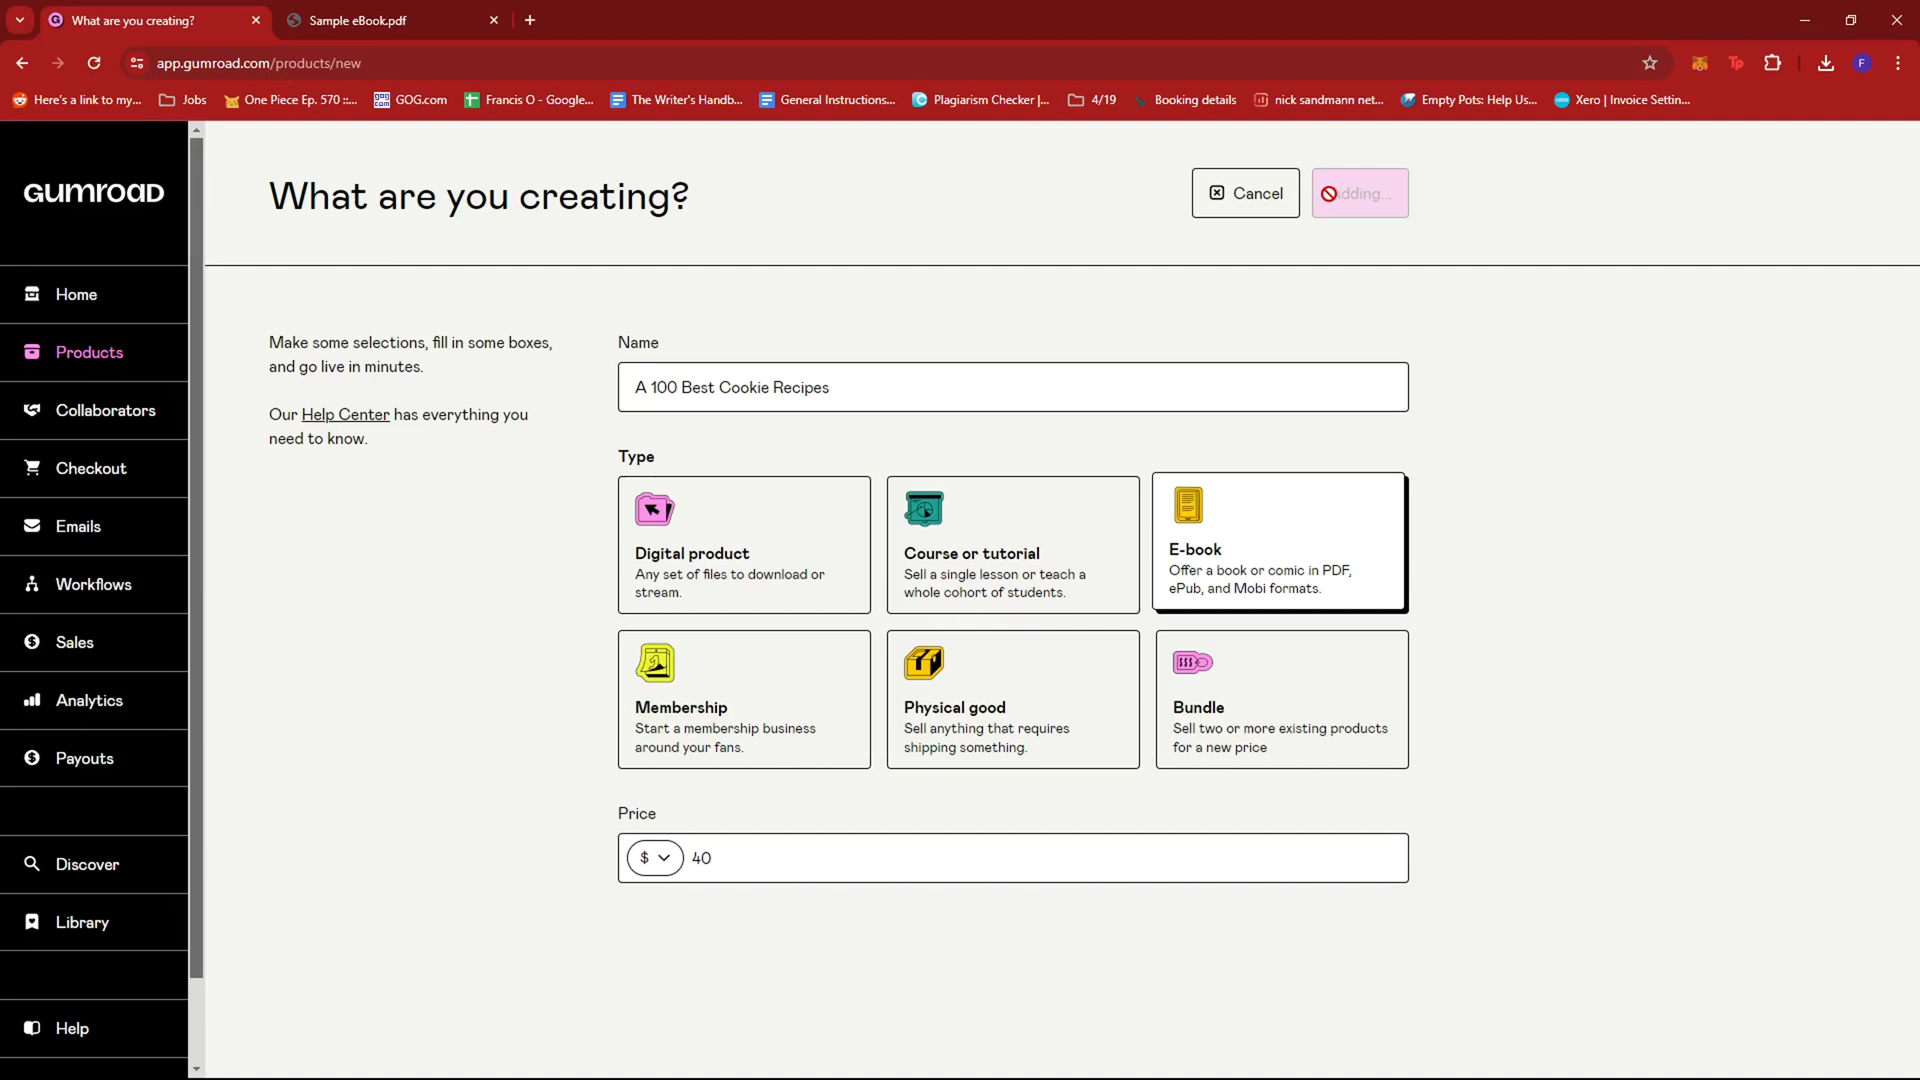 What are you creating?
Sample eBook.pdf
app.gumroad.com/products/new
Here's a link to my...
Jobs
One Piece Ep. 570 ::...
GOG.com
Francis O - Google...
The Writer's Handb...
General Instructions...
Plagiarism Checker |...
4/19
Booking details
nick sandmann net...
Empty Pots: Help Us...
Xero | Invoice Settin...
GUMROAD
Home
Products
Collaborators
Checkout
Emails
Workflows
Sales
Analytics
Payouts
Discover
Library
Help
What are you creating?
Cancel
Adding...
Make some selections, fill in some boxes,
and go live in minutes.
Our Help Center has everything you
need to know.
Name
A 100 Best Cookie Recipes
Type
Digital product
Any set of files to download or
stream.
Course or tutorial
Sell a single lesson or teach a
whole cohort of students.
E-book
Offer a book or comic in PDF,
ePub, and Mobi formats.
Membership
Start a membership business
around your fans.
Physical good
Sell anything that requires
shipping something.
Bundle
Sell two or more existing products
for a new price
Price
$ 40